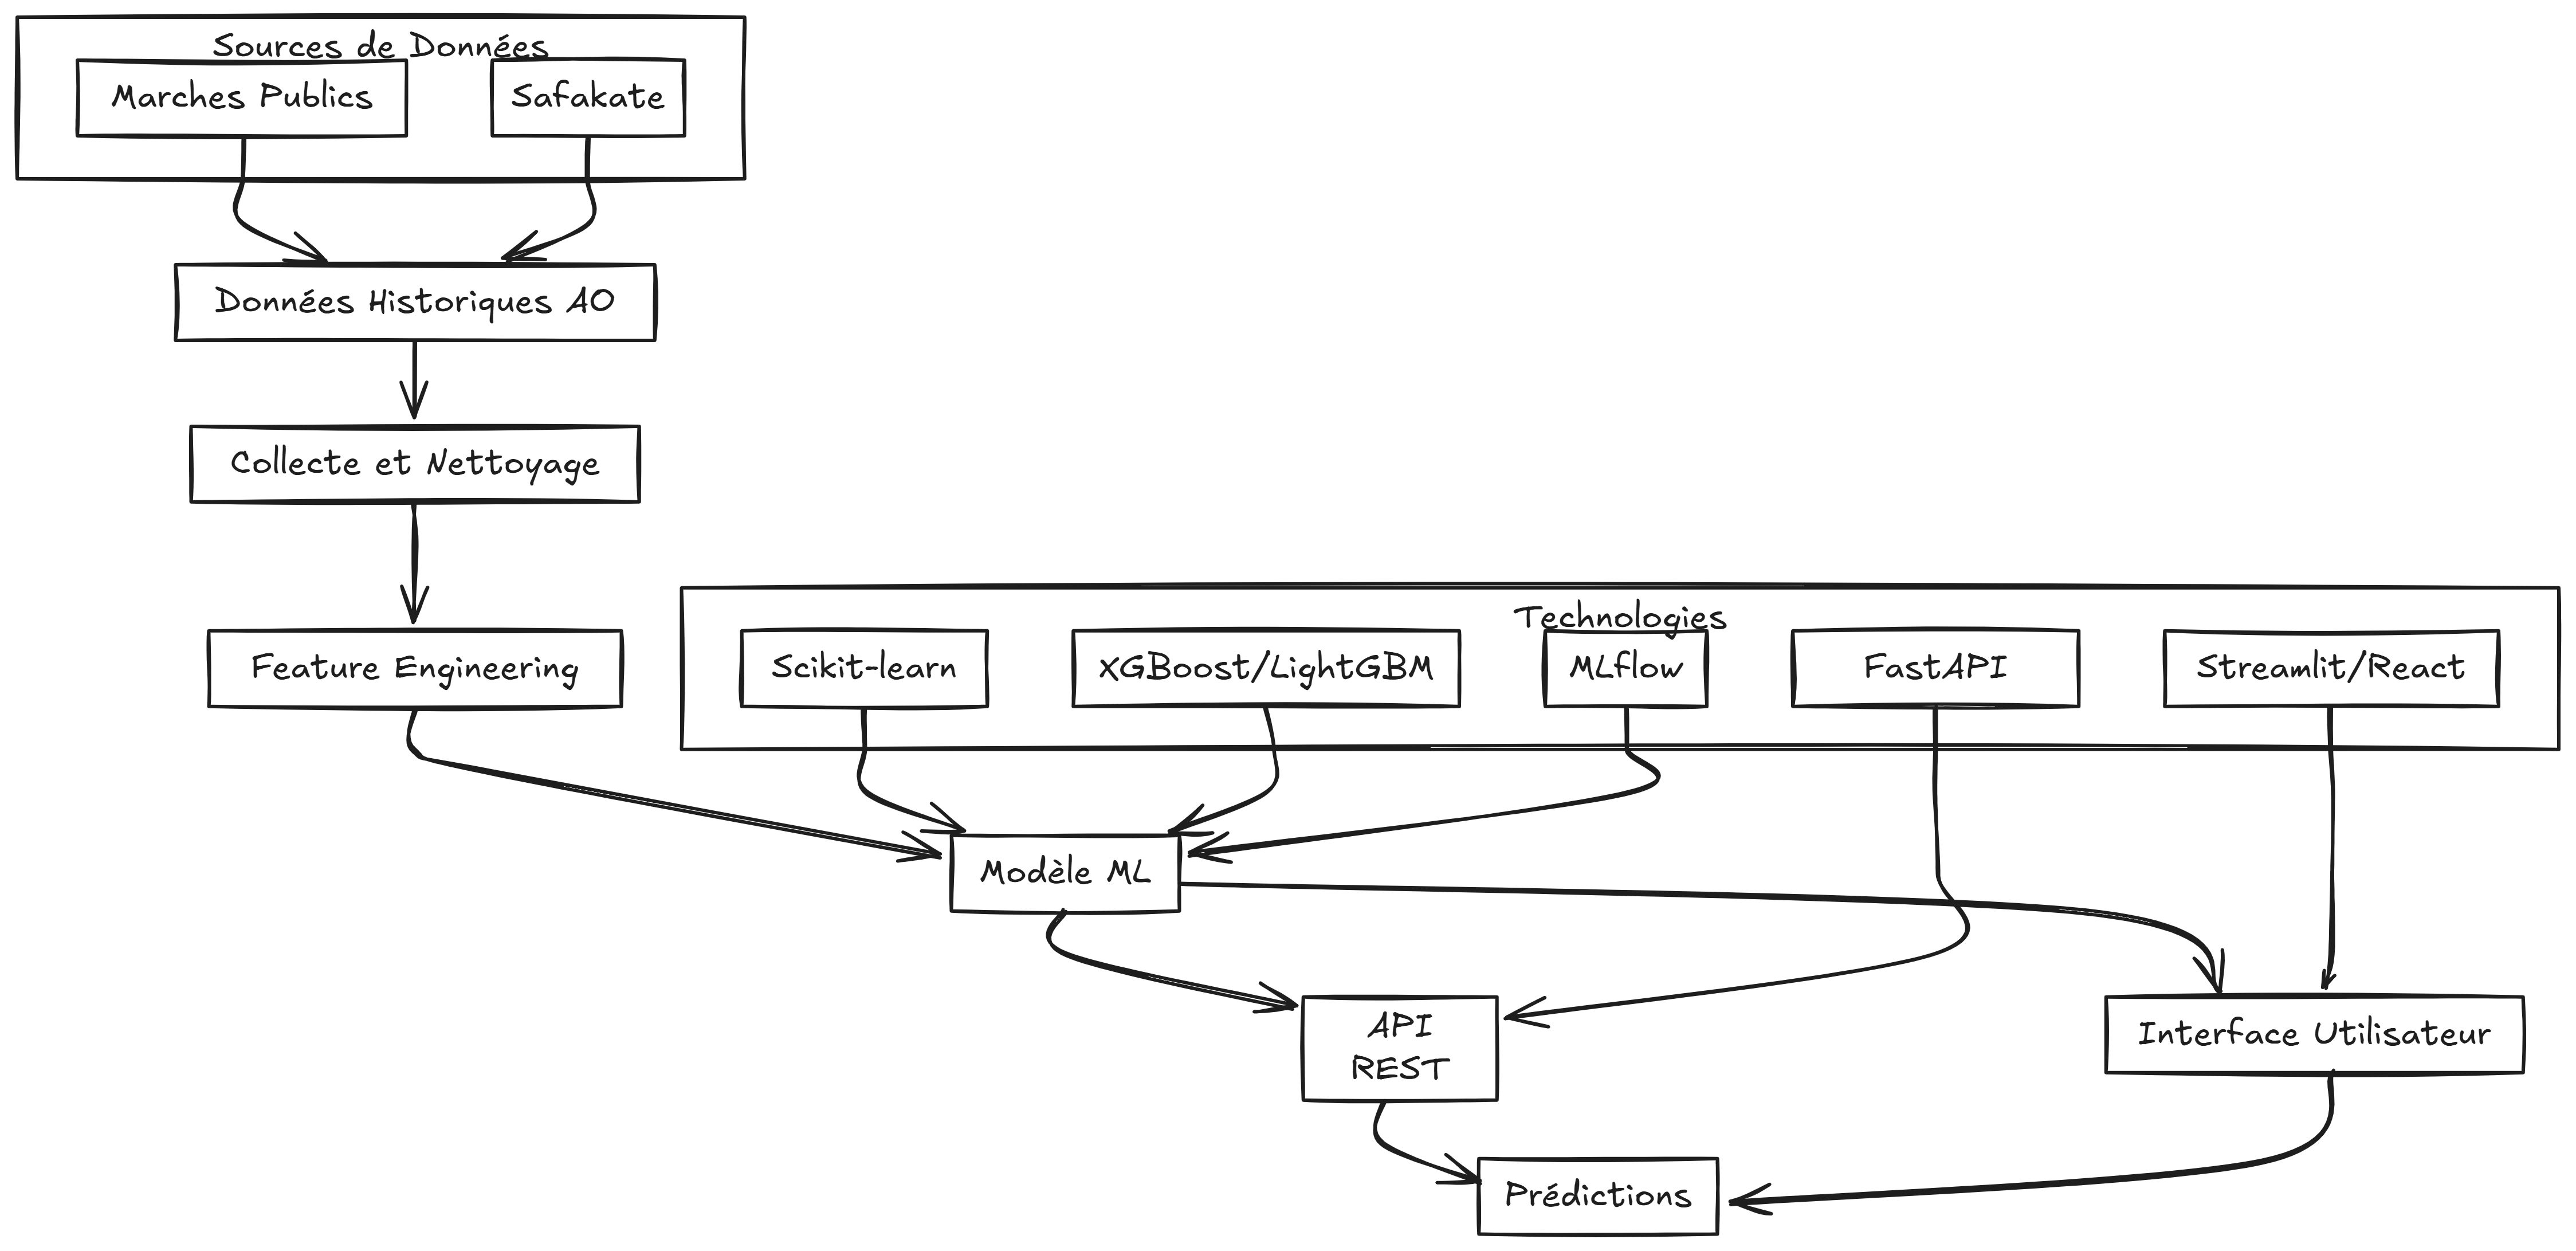 Sources de Données
Marches Publics
Safakate
Données Historiques AO
Collecte et Nettoyage
Technologies
Feature Engineering
Scikit-learn
XGBoost/LightGBM
MLflow
FastAPI
Streamlit/React
Modèle ML
API
REST
Interface Utilisateur
Prédictions